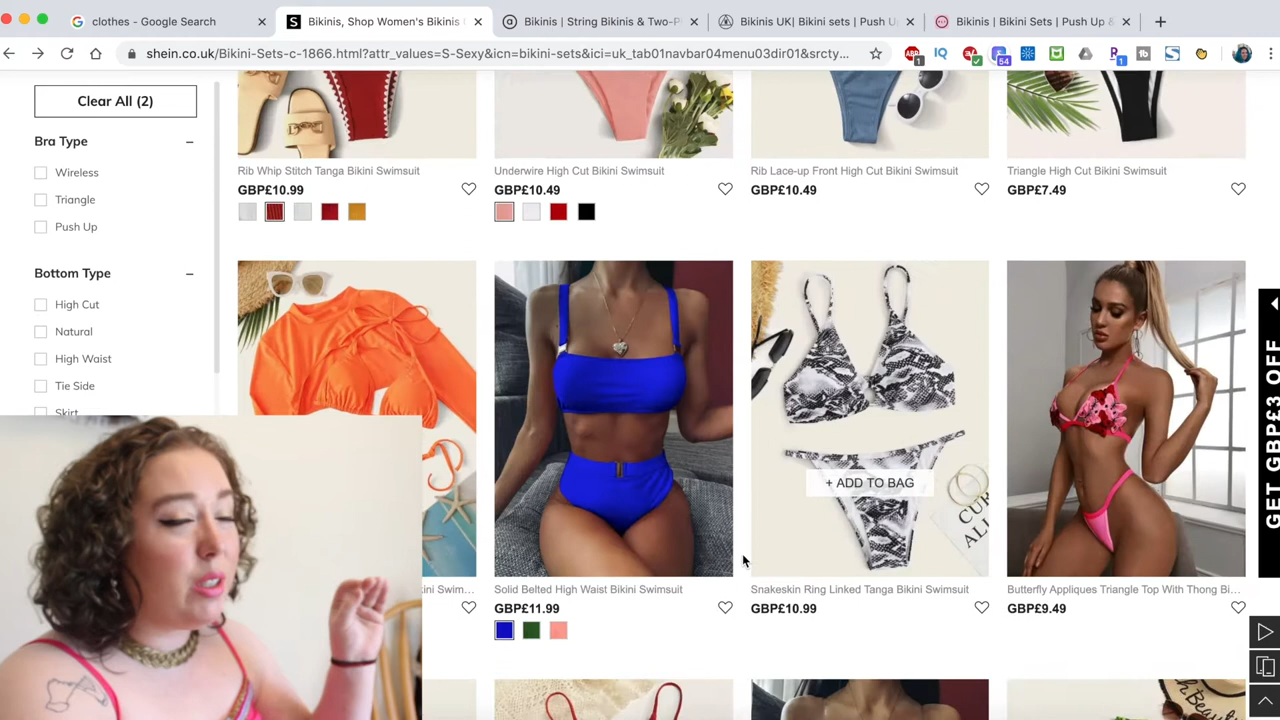 clothes - Google Search
Bikinis, Shop Women's Bikinis
Bikinis | String Bikinis & Two-P
Bikinis UK| Bikini sets | Push U
Bikinis | Bikini Sets | Push Up &
shein.co.uk/Bikini-Sets-c-1866.html?attr_values=S-Sexy&icn=bikini-sets&ici=uk_tab01navbar04menu03dir01&srcty...
Clear All (2)
Bra Type
Wireless
Triangle
Push Up
Bottom Type
High Cut
Natural
High Waist
Tie Side
Skirt
Rib Whip Stitch Tanga Bikini Swimsuit
GBP£10.99
Underwire High Cut Bikini Swimsuit
GBP£10.49
Rib Lace-up Front High Cut Bikini Swimsuit
GBP£10.49
Triangle High Cut Bikini Swimsuit
GBP£7.49
+ ADD TO BAG
CUR
ALL
kini Swim...
Solid Belted High Waist Bikini Swimsuit
GBP£11.99
Snakeskin Ring Linked Tanga Bikini Swimsuit
GBP£10.99
Butterfly Appliques Triangle Top With Thong Bi...
GBP£9.49
GET GBP£3 OFF